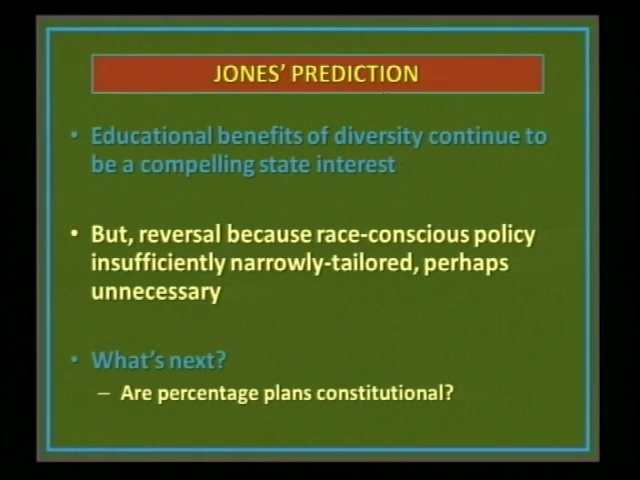 JONES' PREDICTION
• Educational benefits of diversity continue to
be a compelling state interest
• But, reversal because race-conscious policy
insufficiently narrowly-tailored, perhaps
unnecessary
• What's next?
– Are percentage plans constitutional?